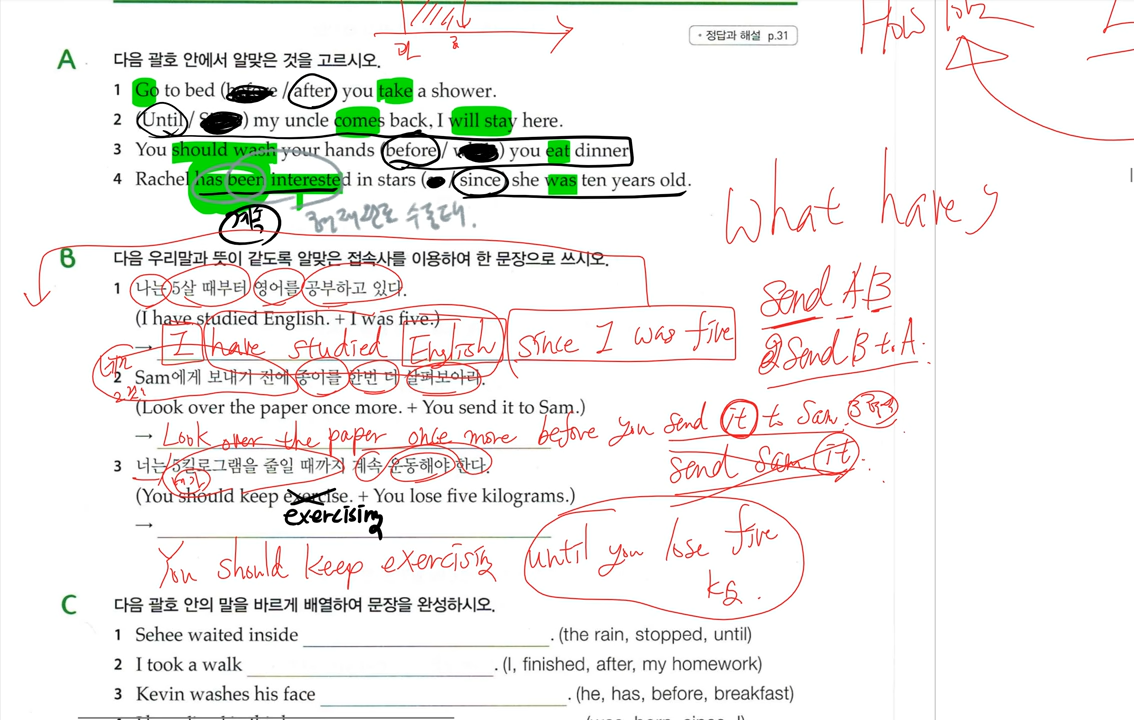 과
How
• 정답과 해설 p.31
A 다음 괄호 안에서 알맞은 것을 고르시오.
1 Go to bed ( / after) you take a shower.
2 (Until / ) my uncle comes back, I will stay here.
3 You should wash your hands (before / ) you eat dinner.
4 Rachel has been interested in stars ( / since) she was ten years old.
계속
현재완료 수동태.
What have
B 다음 우리말과 뜻이 같도록 알맞은 접속사를 이용하여 한 문장으로 쓰시오.
1 나는 5살 때부터 영어를 공부하고 있다.
(I have studied English. + I was five.)
→ I have studied English since I was five
send A B
② Send B to A.
2 Sam에게 보내기 전에 종이를 한번 더 살펴보아라.
(Look over the paper once more. + You send it to Sam.)
→ Look over the paper once more before you send it to Sam.
send Sam it
3 너는 5킬로그램을 줄일 때까지 계속 운동해야 한다.
(You should keep exercise. + You lose five kilograms.)
exercising
→
You should keep exercising until you lose five
kg.
C 다음 괄호 안의 말을 바르게 배열하여 문장을 완성하시오.
1 Sehee waited inside . (the rain, stopped, until)
2 I took a walk . (I, finished, after, my homework)
3 Kevin washes his face . (he, has, before, breakfast)